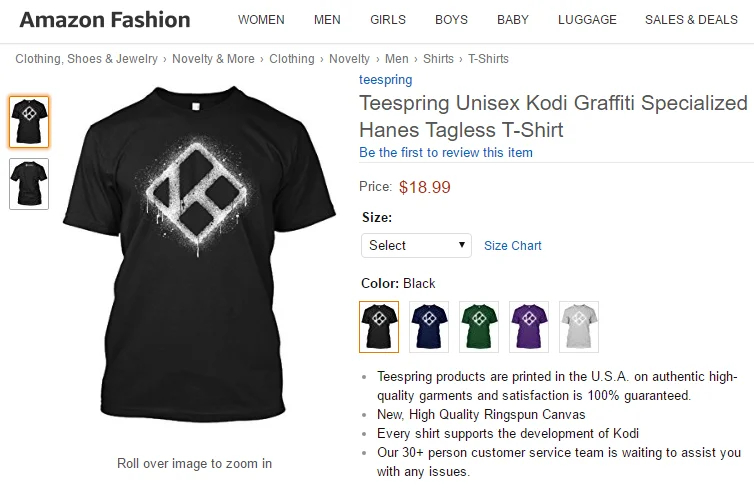 Amazon Fashion
WOMEN MEN GIRLS BOYS BABY LUGGAGE SALES & DEALS
Clothing, Shoes & Jewelry › Novelty & More › Clothing › Novelty › Men › Shirts › T-Shirts
teespring
Teespring Unisex Kodi Graffiti Specialized
Hanes Tagless T-Shirt
Be the first to review this item
Price: $18.99
Size:
Select
Size Chart
Color: Black
Teespring products are printed in the U.S.A. on authentic high-
quality garments and satisfaction is 100% guaranteed.
New, High Quality Ringspun Canvas
Every shirt supports the development of Kodi
Our 30+ person customer service team is waiting to assist you
with any issues.
Roll over image to zoom in